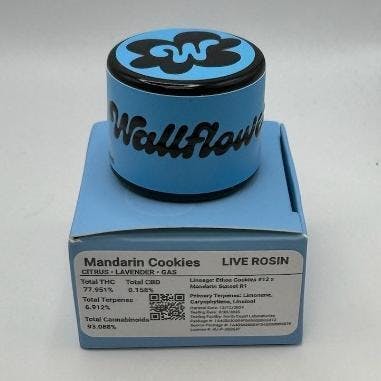 W
Wallflowe
Mandarin Cookies LIVE ROSIN
CITRUS • LAVENDER • GAS
Total THC Total CBD
77.951% 0.158%
Total Terpenes
6.912%
Total Cannabinoids
93.088%
Lineage: Ethos Cookies #12 x
Mandarin Sunset R1
Primary Terpenes: Limonene,
Caryophyllene, Linalool